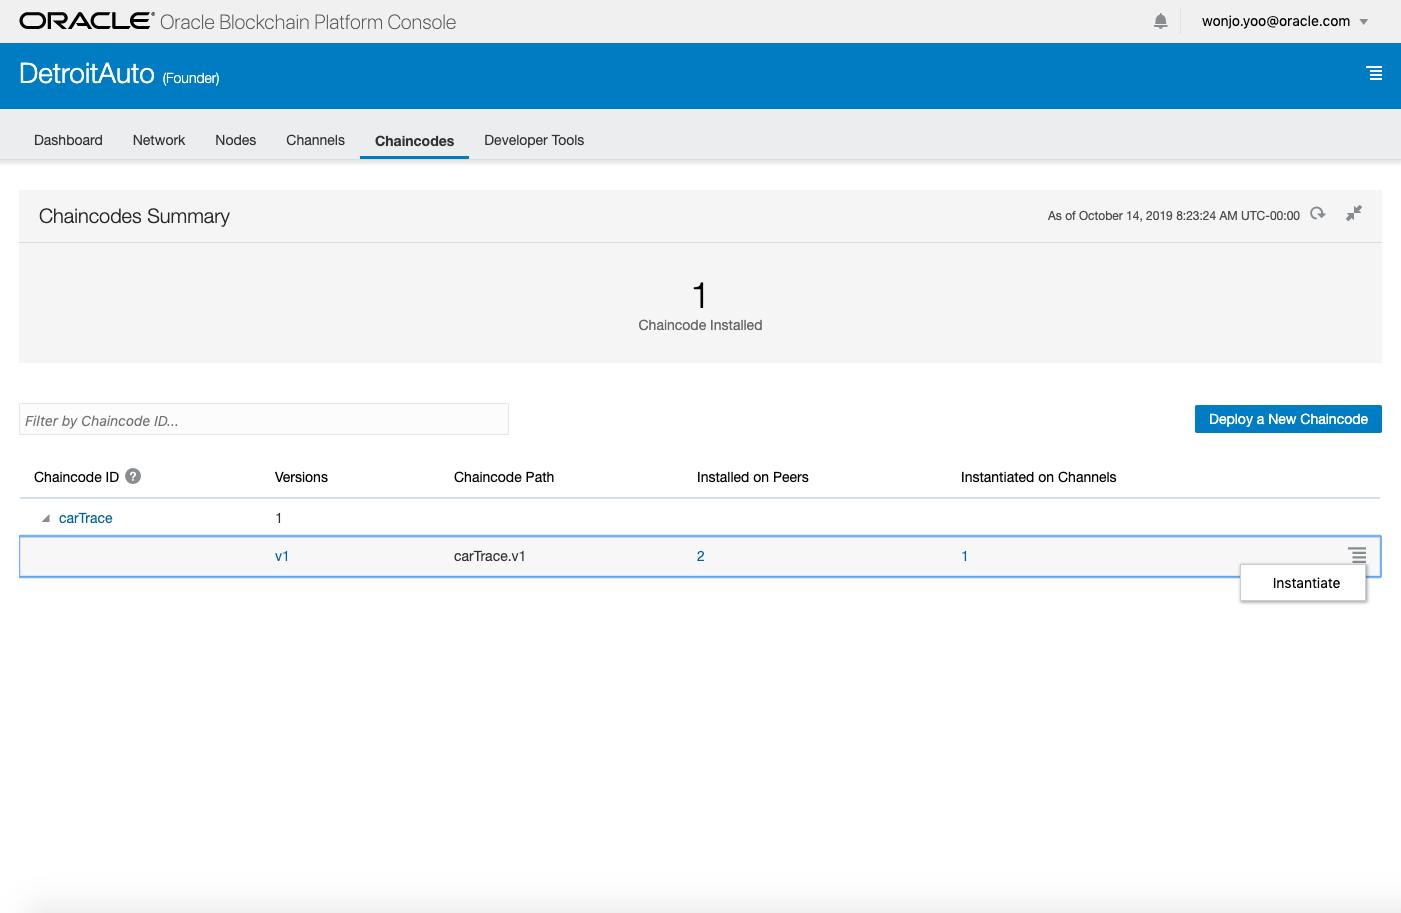 ORACLE® Oracle Blockchain Platform Console
wonjo.yoo@oracle.com
DetroitAuto (Founder)
Dashboard Network Nodes Channels Chaincodes Developer Tools
Chaincodes Summary
As of October 14, 2019 8:23:24 AM UTC-00:00
1
Chaincode Installed
Filter by Chaincode ID...
Deploy a New Chaincode
Chaincode ID ? Versions Chaincode Path Installed on Peers Instantiated on Channels
carTrace 1
v1 carTrace.v1 2 1
Instantiate